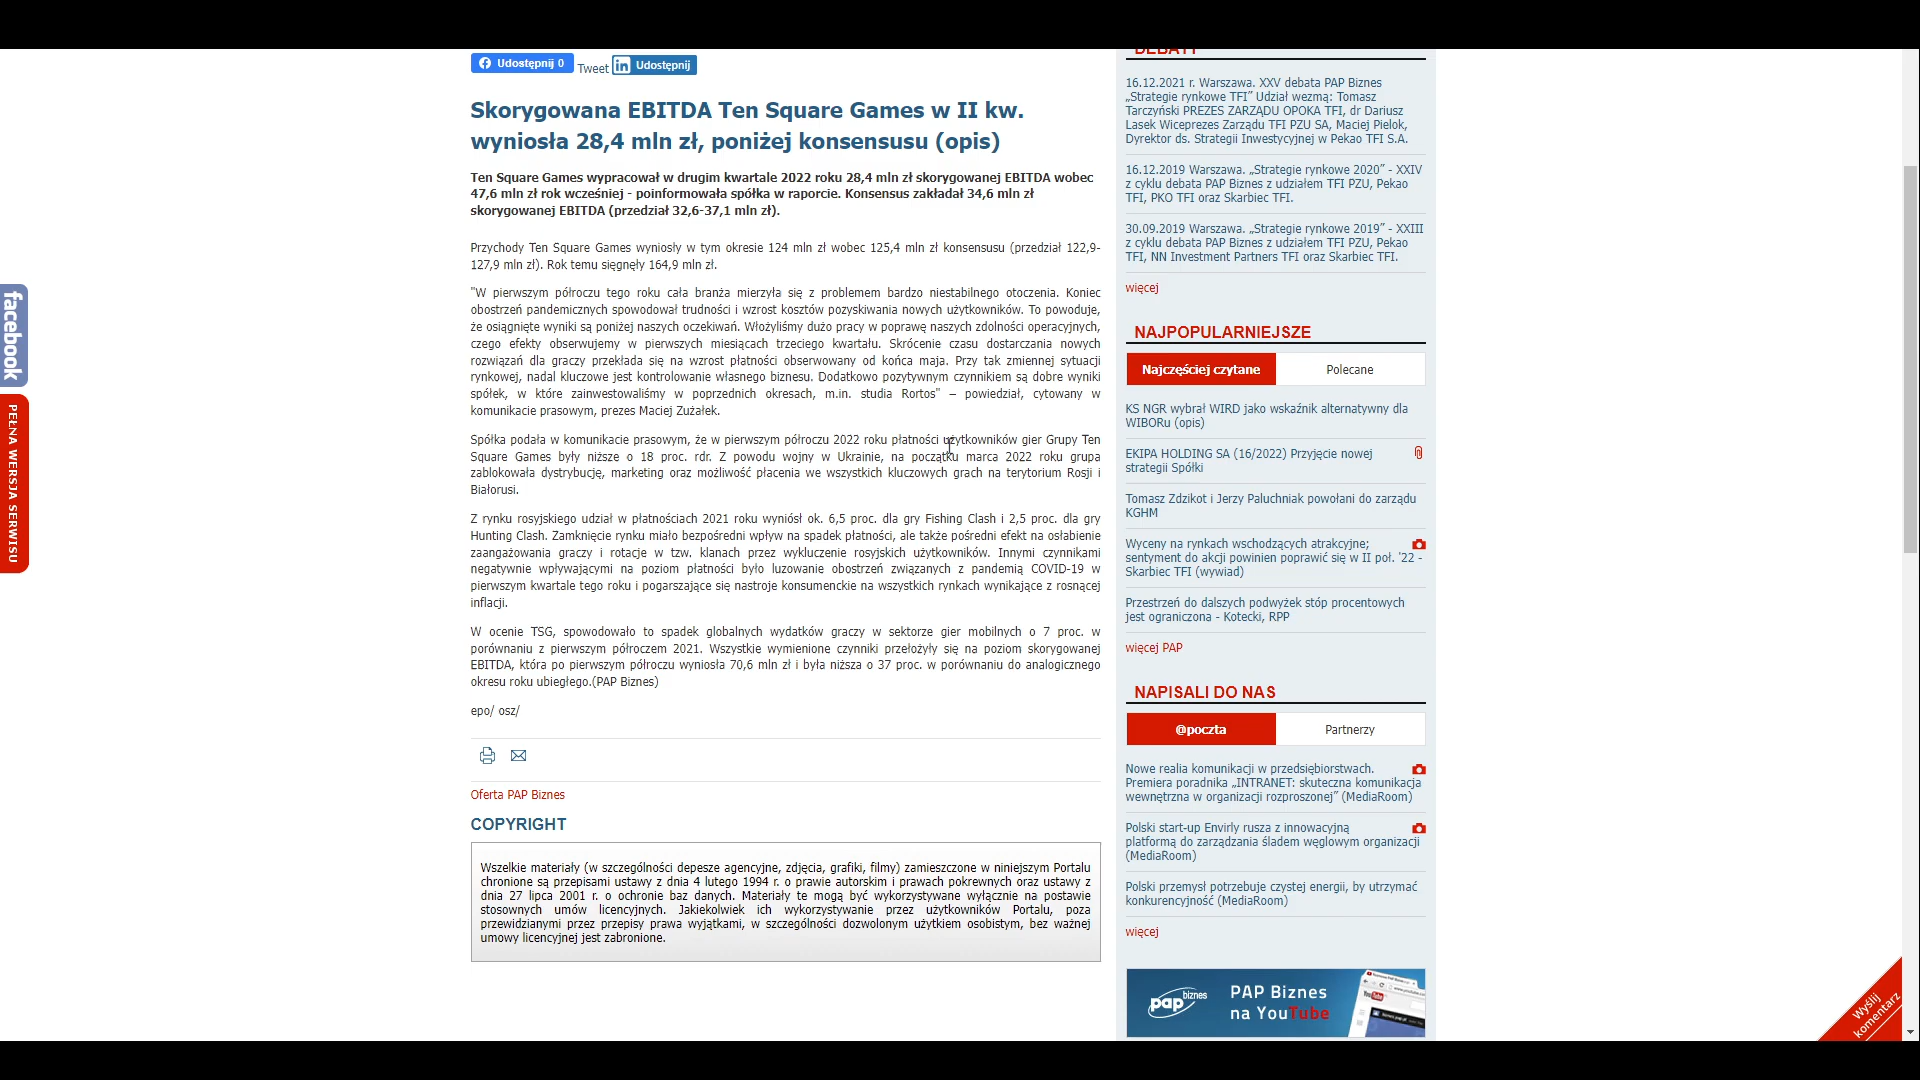 Udostępnij 0
Tweet
Udostępnij
Skorygowana EBITDA Ten Square Games w II kw.
wyniosła 28,4 mln zł, poniżej konsensusu (opis)
Ten Square Games wypracował w drugim kwartale 2022 roku 28,4 mln zł skorygowanej EBITDA wobec
47,6 mln zł rok wcześniej - poinformowała spółka w raporcie. Konsensus zakładał 34,6 mln zł
skorygowanej EBITDA (przedział 32,6-37,1 mln zł).
Przychody Ten Square Games wyniosły w tym okresie 124 mln zł wobec 125,4 mln zł konsensusu (przedział 122,9-
127,9 mln zł). Rok temu sięgnęły 164,9 mln zł.
"W pierwszym półroczu tego roku cała branża mierzyła się z problemem bardzo niestabilnego otoczenia. Koniec
obostrzeń pandemicznych spowodował trudności i wzrost kosztów pozyskiwania nowych użytkowników. To powoduje,
że osiągnięte wyniki są poniżej naszych oczekiwań. Włożyliśmy dużo pracy w poprawę naszych zdolności operacyjnych,
czego efekty obserwujemy w pierwszych miesiącach trzeciego kwartału. Skrócenie czasu dostarczania nowych
rozwiązań dla graczy przekłada się na wzrost płatności obserwowany od końca maja. Przy tak zmiennej sytuacji
rynkowej, nadal kluczowe jest kontrolowanie własnego biznesu. Dodatkowo pozytywnym czynnikiem są dobre wyniki
spółek, w które zainwestowaliśmy w poprzednich okresach, m.in. studia Rortos" – powiedział, cytowany w
komunikacie prasowym, prezes Maciej Zużałek.
Spółka podała w komunikacie prasowym, że w pierwszym półroczu 2022 roku płatności użytkowników gier Grupy Ten
Square Games były niższe o 18 proc. rdr. Z powodu wojny w Ukrainie, na początku marca 2022 roku grupa
zablokowała dystrybucję, marketing oraz możliwość płacenia we wszystkich kluczowych grach na terytorium Rosji i
Białorusi.
Z rynku rosyjskiego udział w płatnościach 2021 roku wyniósł ok. 6,5 proc. dla gry Fishing Clash i 2,5 proc. dla gry
Hunting Clash. Zamknięcie rynku miało bezpośredni wpływ na spadek płatności, ale także pośredni efekt na osłabienie
zaangażowania graczy i rotacje w tzw. klanach przez wykluczenie rosyjskich użytkowników. Innymi czynnikami
negatywnie wpływającymi na poziom płatności było luzowanie obostrzeń związanych z pandemią COVID-19 w
pierwszym kwartale tego roku i pogarszające się nastroje konsumenckie na wszystkich rynkach wynikające z rosnącej
inflacji.
W ocenie TSG, spowodowało to spadek globalnych wydatków graczy w sektorze gier mobilnych o 7 proc. w
porównaniu z pierwszym półroczem 2021. Wszystkie wymienione czynniki przełożyły się na poziom skorygowanej
EBITDA, która po pierwszym półroczu wyniosła 70,6 mln zł i była niższa o 37 proc. w porównaniu do analogicznego
okresu roku ubiegłego.(PAP Biznes)
epo/ osz/
Oferta PAP Biznes
COPYRIGHT
Wszelkie materiały (w szczególności depesze agencyjne, zdjęcia, grafiki, filmy) zamieszczone w niniejszym Portalu
chronione są przepisami ustawy z dnia 4 lutego 1994 r. o prawie autorskim i prawach pokrewnych oraz ustawy z
dnia 27 lipca 2001 r. o ochronie baz danych. Materiały te mogą być wykorzystywane wyłącznie na postawie
stosownych umów licencyjnych. Jakiekolwiek ich wykorzystywanie przez użytkowników Portalu, poza
przewidzianymi przez przepisy prawa wyjątkami, w szczególności dozwolonym użytkiem osobistym, bez ważnej
umowy licencyjnej jest zabronione.
DEBATY
16.12.2021 r. Warszawa. XXV debata PAP Biznes
„Strategie rynkowe TFI” Udział wezmą: Tomasz
Tarczyński PREZES ZARZĄDU OPOKA TFI, dr Dariusz
Lasek Wiceprezes Zarządu TFI PZU SA, Maciej Pielok,
Dyrektor ds. Strategii Inwestycyjnej w Pekao TFI S.A.
16.12.2019 Warszawa. „Strategie rynkowe 2020” - XXIV
z cyklu debata PAP Biznes z udziałem TFI PZU, Pekao
TFI, PKO TFI oraz Skarbiec TFI.
30.09.2019 Warszawa. „Strategie rynkowe 2019” - XXIII
z cyklu debata PAP Biznes z udziałem TFI PZU, Pekao
TFI, NN Investment Partners TFI oraz Skarbiec TFI.
więcej
NAJPOPULARNIEJSZE
Najczęściej czytane
Polecane
KS NGR wybrał WIRD jako wskaźnik alternatywny dla
WIBORu (opis)
EKIPA HOLDING SA (16/2022) Przyjęcie nowej
strategii Spółki
Tomasz Zdzikot i Jerzy Paluchniak powołani do zarządu
KGHM
Wyceny na rynkach wschodzących atrakcyjne;
sentyment do akcji powinien poprawić się w II poł. '22 -
Skarbiec TFI (wywiad)
Przestrzeń do dalszych podwyżek stóp procentowych
jest ograniczona - Kotecki, RPP
więcej PAP
NAPISALI DO NAS
@poczta
Partnerzy
Nowe realia komunikacji w przedsiębiorstwach.
Premiera poradnika „INTRANET: skuteczna komunikacja
wewnętrzna w organizacji rozproszonej” (MediaRoom)
Polski start-up Envirly rusza z innowacyjną
platformą do zarządzania śladem węglowym organizacji
(MediaRoom)
Polski przemysł potrzebuje czystej energii, by utrzymać
konkurencyjność (MediaRoom)
więcej
pap biznes
PAP Biznes
na YouTube
facebook
PEŁNA WERSJA SERWISU
Wyślij
komentarz